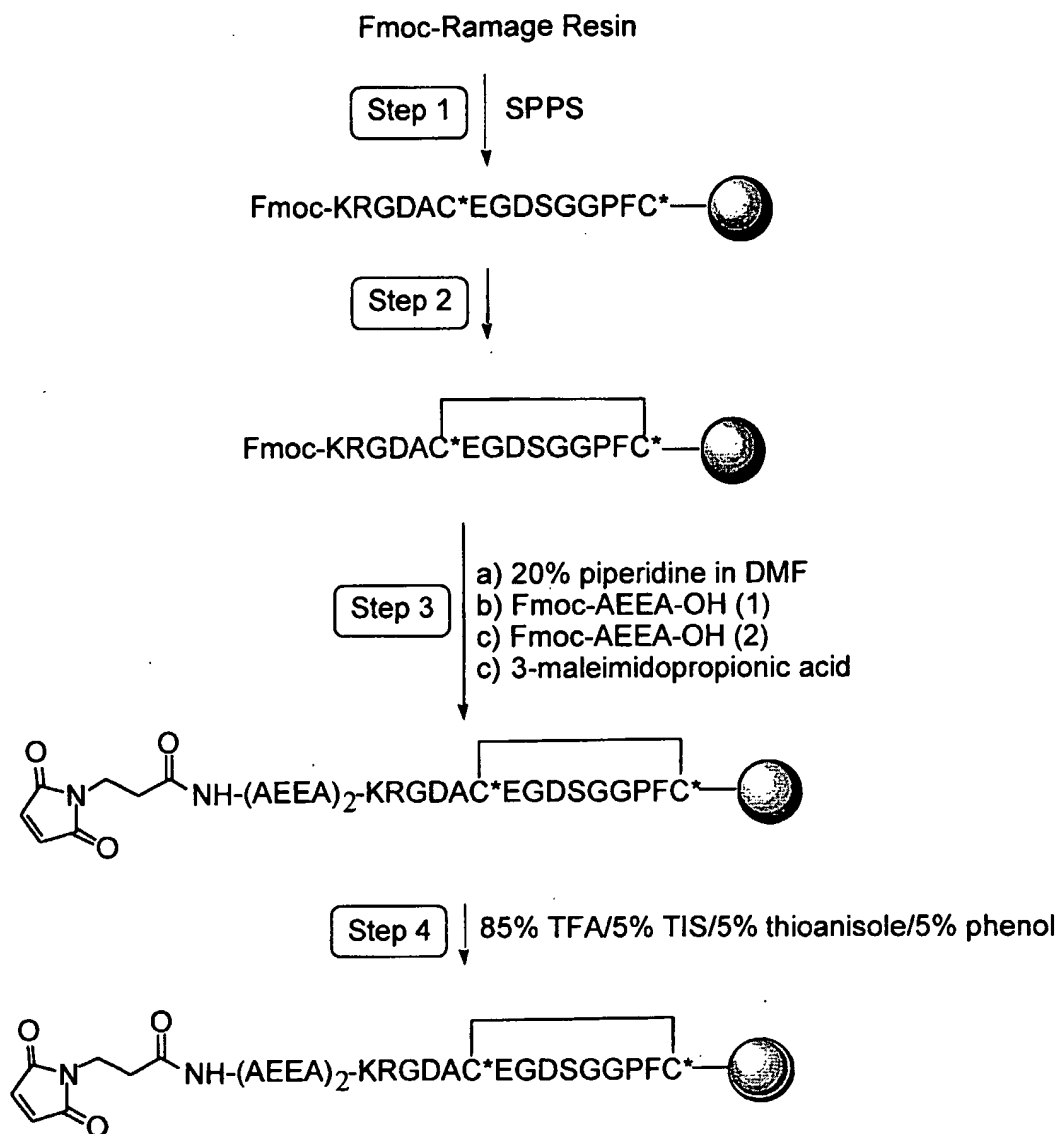 Fmoc-Ramage Resin
Step 1 SPPS
Fmoc-KRGDAC*EGDSGGPFC*
Step 2
Fmoc-KRGDAC*EGDSGGPFC*
Step 3
a) 20% piperidine in DMF
b) Fmoc-AEEA-OH (1)
c) Fmoc-AEEA-OH (2)
c) 3-maleimidopropionic acid
O
O
N
O
NH-(AEEA)2-KRGDAC*EGDSGGPFC*
Step 4 85% TFA/5% TIS/5% thioanisole/5% phenol
O
O
N
O
NH-(AEEA)2-KRGDAC*EGDSGGPFC*